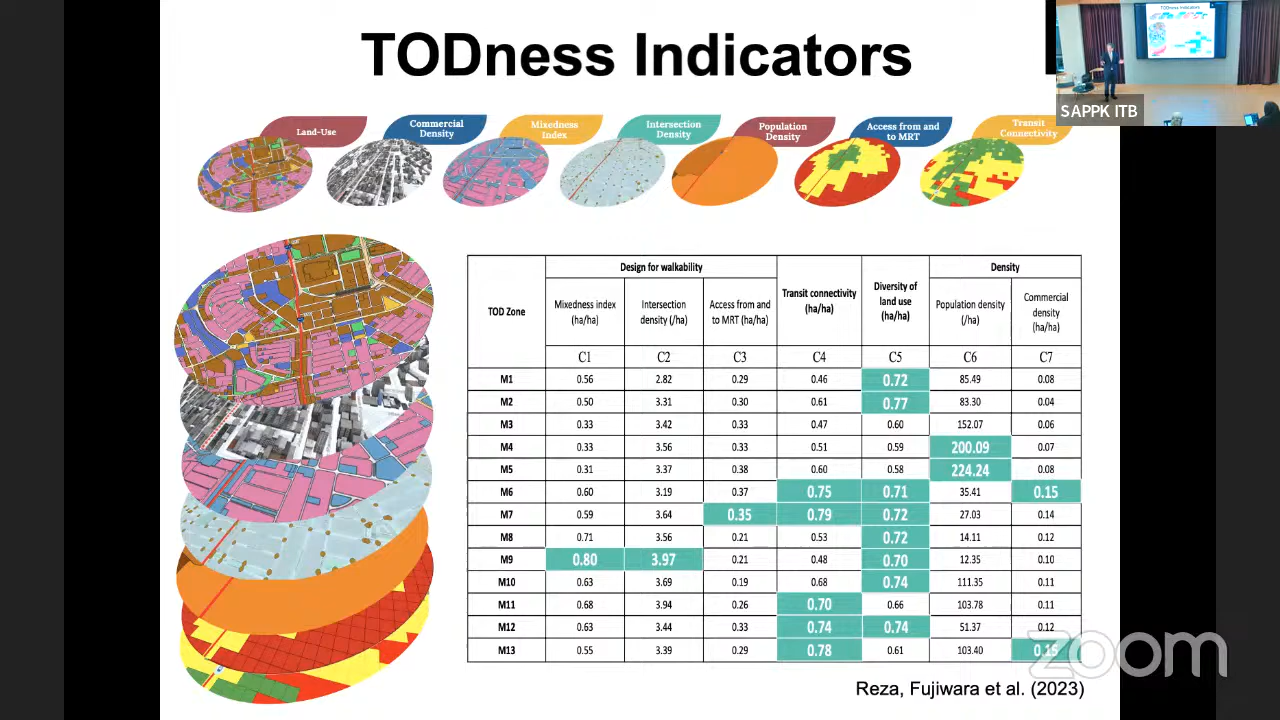 TODness Indicators
SAPPK ITB
Land-Use
Commercial
Density
Mixedness
Index
Intersection
Density
Population
Density
Access from and
to MRT
Transit
Connectivity
TOD Zone
Design for walkability
Transit connectivity
(ha/ha)
Diversity of
land use
(ha/ha)
Density
Mixedness index
(ha/ha)
Intersection
density (/ha)
Access from and
to MRT (ha/ha)
Population density
(/ha)
Commercial
density
(ha/ha)
C1 C2 C3 C4 C5 C6 C7
M1 0.56 2.82 0.29 0.46 0.72 85.49 0.08
M2 0.50 3.31 0.30 0.61 0.77 83.30 0.04
M3 0.33 3.42 0.33 0.47 0.60 152.07 0.06
M4 0.33 3.56 0.33 0.51 0.59 200.09 0.07
M5 0.31 3.37 0.38 0.60 0.58 224.24 0.08
M6 0.60 3.19 0.37 0.75 0.71 35.41 0.15
M7 0.59 3.64 0.35 0.79 0.72 27.03 0.14
M8 0.71 3.56 0.21 0.53 0.72 14.11 0.12
M9 0.80 3.97 0.21 0.48 0.70 12.35 0.10
M10 0.63 3.69 0.19 0.68 0.74 111.35 0.11
M11 0.68 3.94 0.26 0.70 0.66 103.78 0.11
M12 0.63 3.44 0.33 0.74 0.74 51.37 0.12
M13 0.55 3.39 0.29 0.78 0.61 103.40
zoom
Reza, Fujiwara et al. (2023)